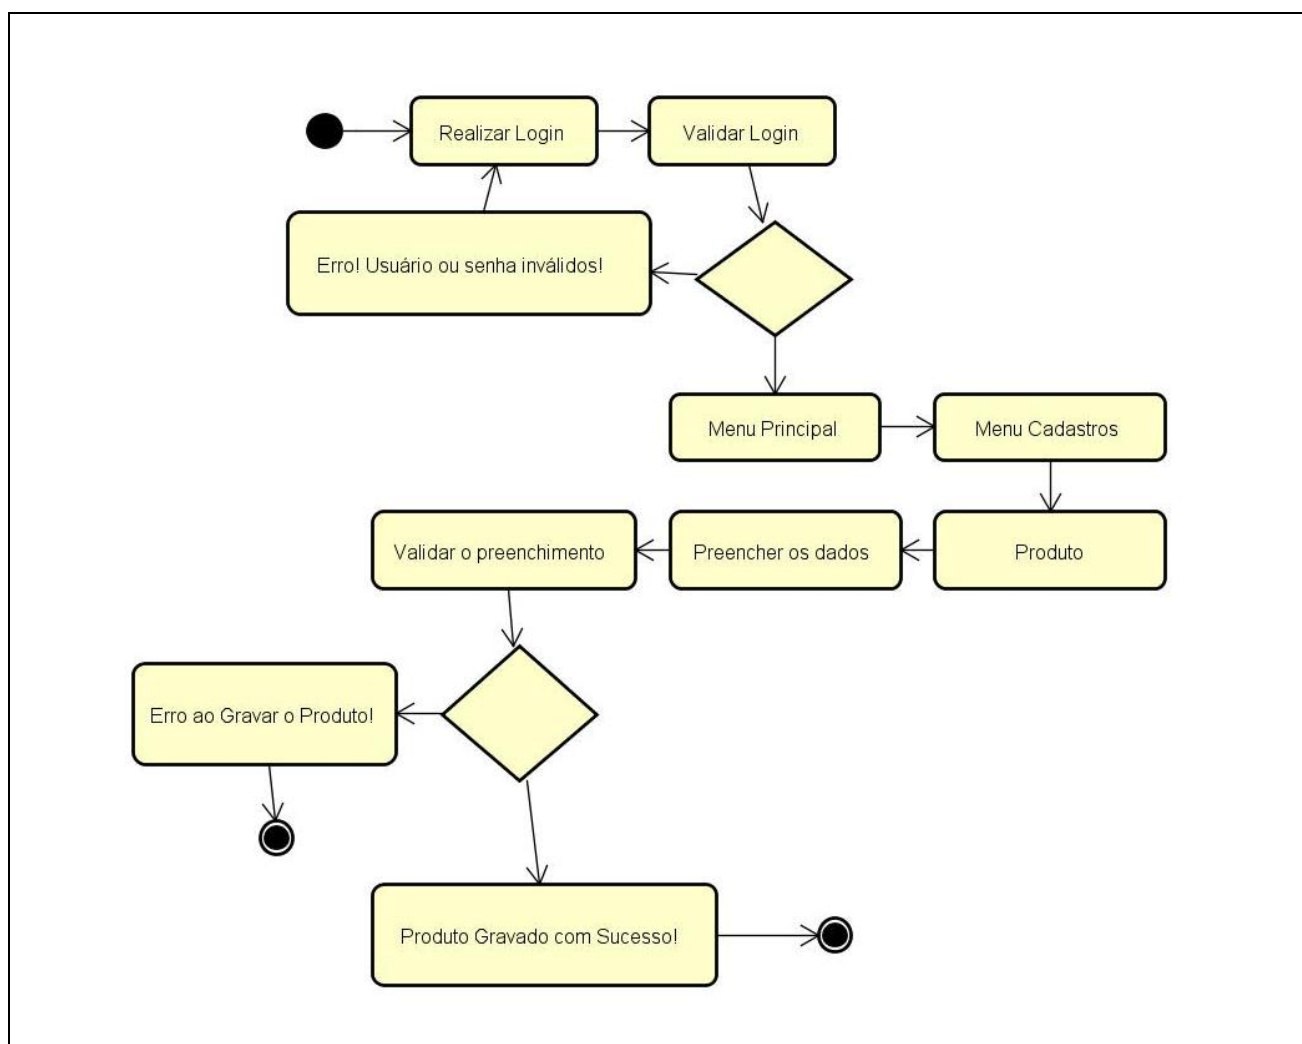 Realizar Login
Validar Login
Erro! Usuário ou senha inválidos!
Menu Principal
Menu Cadastros
Validar o preenchimento
Preencher os dados
Produto
Erro ao Gravar o Produto!
Produto Gravado com Sucesso!